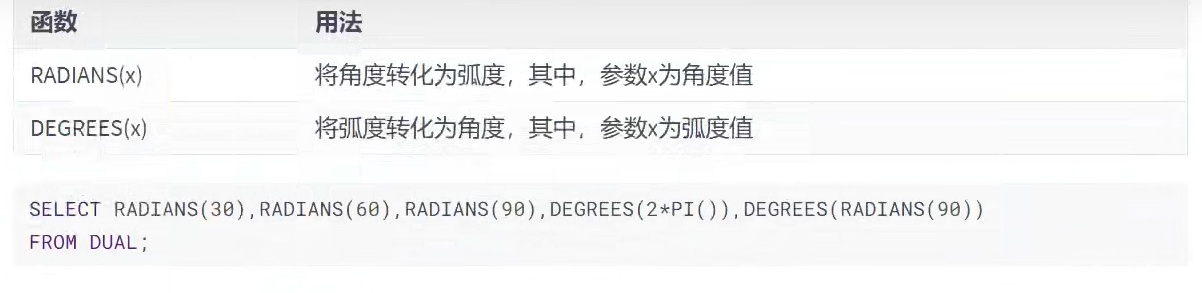 函数 用法
RADIANS(x) 将角度转化为弧度，其中，参数x为角度值
DEGREES(x) 将弧度转化为角度，其中，参数x为弧度值
SELECT RADIANS(30),RADIANS(60),RADIANS(90),DEGREES(2*PI()),DEGREES(RADIANS(90))
FROM DUAL;